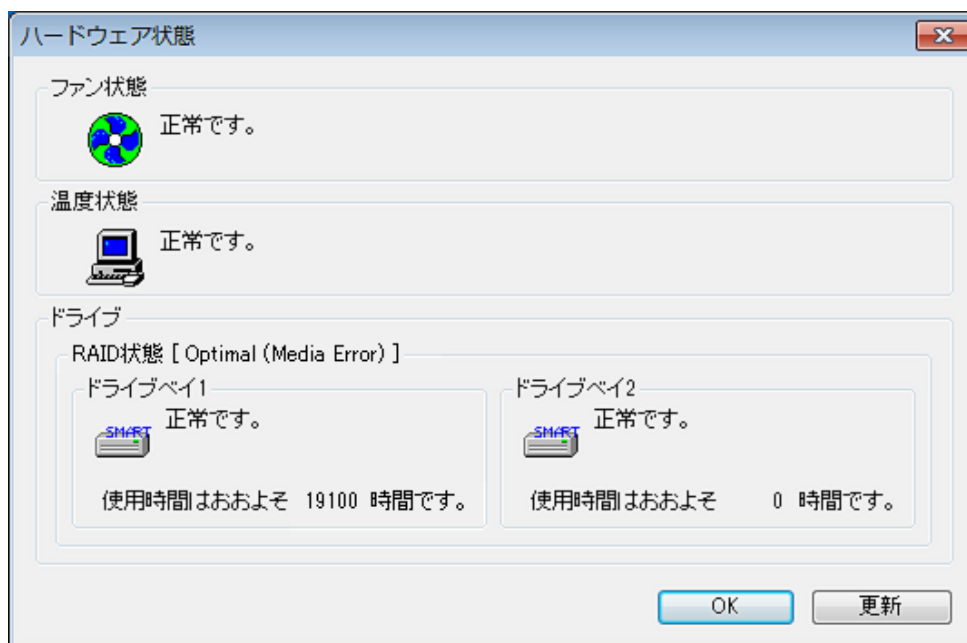 ハードウェア状態
ファン状態
正常です。
温度状態
正常です。
ドライブ
RAID状態 [ Optimal (Media Error) ]
ドライブベイ1
SMART
正常です。
使用時間はおおよそ 19100 時間です。
ドライブベイ2
SMART
正常です。
使用時間はおおよそ 0 時間です。
OK
更新